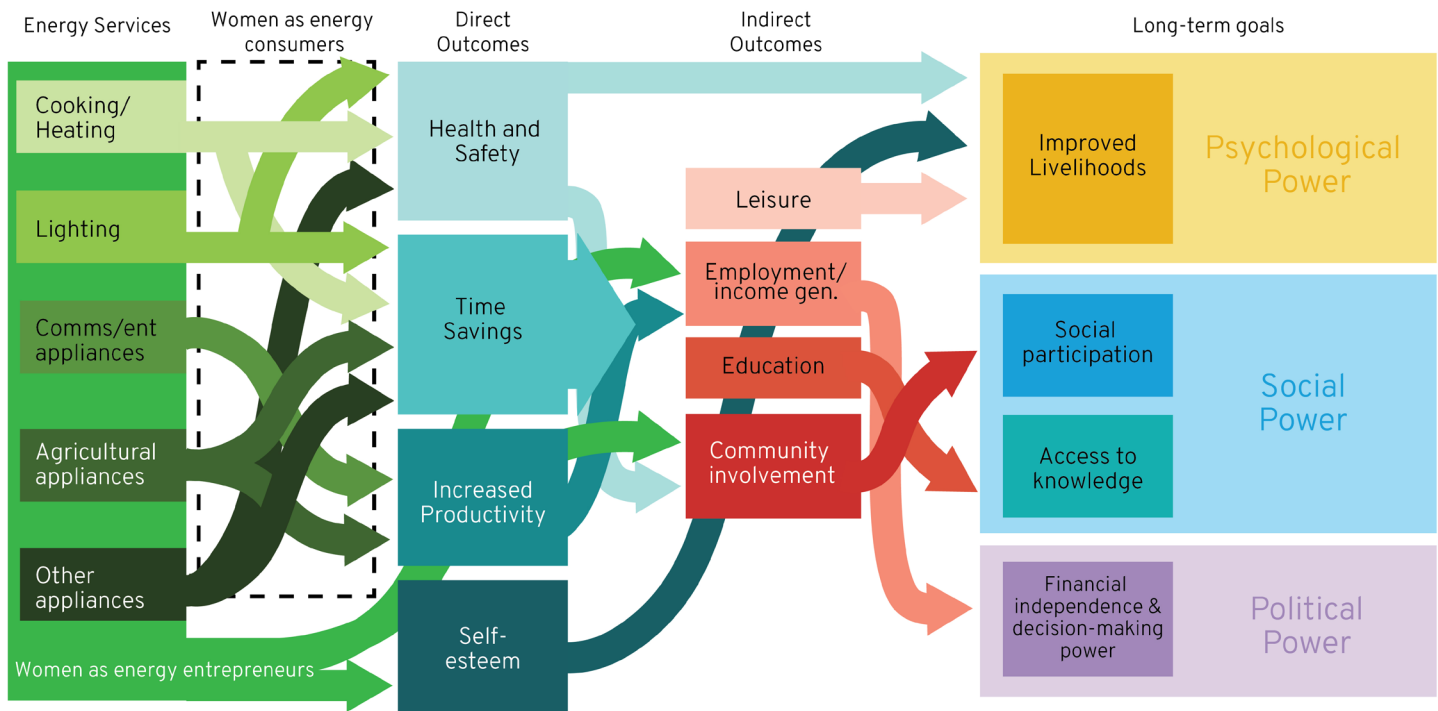 Energy Services
Women as energy
consumers
Direct
Outcomes
Indirect
Outcomes
Long-term goals
Cooking/
Heating
Lighting
Comms/ent
appliances
Agricultural
appliances
Other
appliances
Women as energy entrepreneurs
Health and
Safety
Time
Savings
Increased
Productivity
Self-
esteem
Leisure
Employment/
income gen.
Education
Community
involvement
Improved
Livelihoods
Psychological
Power
Social
participation
Access to
knowledge
Social
Power
Financial
independence &
decision-making
power
Political
Power